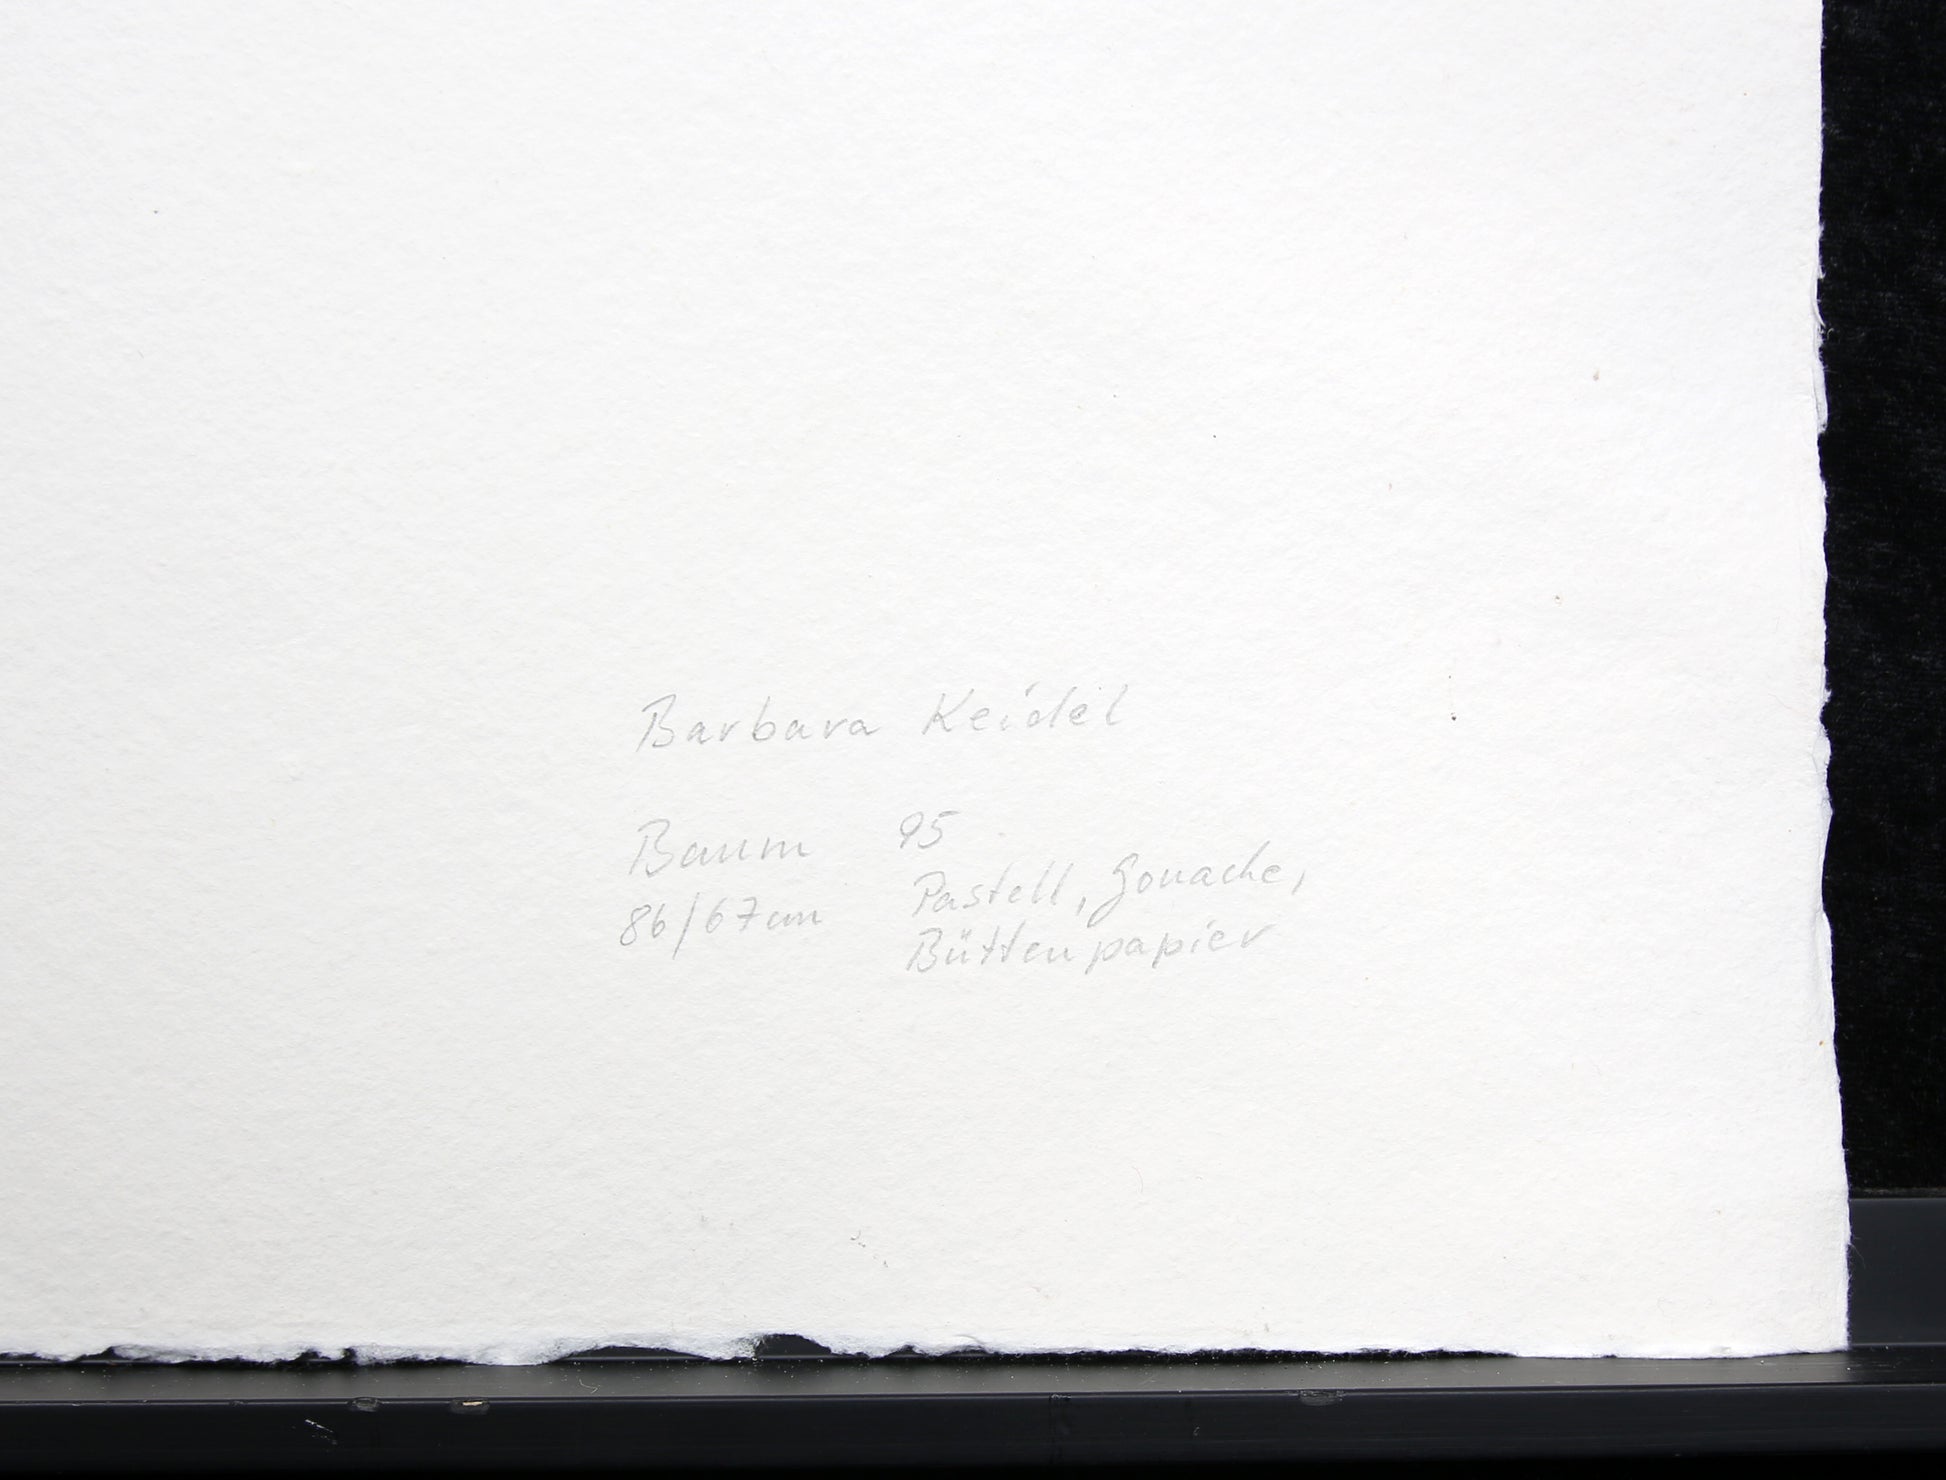 Barbara Keidel
Baum 95
86/67cm Pastell, Gouache,
Büttenpapier